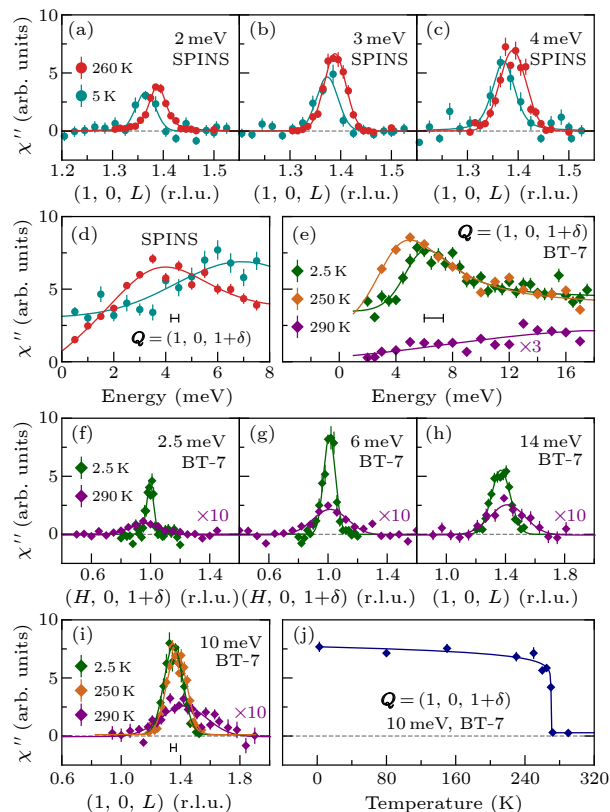 (a) 2 meV SPINS
260 K
5 K
(b) 3 meV SPINS
(c) 4 meV SPINS
χ′′ (arb. units)
0 5 10
1.2 1.3 1.4 1.5
1.3 1.4 1.5
1.3 1.4 1.5
(1, 0, L) (r.l.u.) (1, 0, L) (r.l.u.) (1, 0, L) (r.l.u.)
(d) SPINS
Q = (1, 0, 1+δ)
χ′′ (arb. units)
0 5 10
0 2 4 6 8
Energy (meV)
(e) Q = (1, 0, 1+δ)
BT-7
2.5 K
250 K
290 K
×3
0 4 8 12 16
Energy (meV)
(f) 2.5 meV
BT-7
2.5 K
290 K
×10
(g) 6 meV
BT-7
×10
(h) 14 meV
BT-7
×10
χ′′ (arb. units)
0 5 10
0.6 1.0 1.4
0.6 1.0 1.4
1.0 1.4 1.8
(H, 0, 1+δ) (r.l.u.) (H, 0, 1+δ) (r.l.u.) (1, 0, L) (r.l.u.)
(i) 10 meV
BT-7
2.5 K
250 K
290 K
×10
χ′′ (arb. units)
0 5 10
0.6 1.0 1.4 1.8
(1, 0, L) (r.l.u.)
(j)
Q = (1, 0, 1+δ)
10 meV, BT-7
0 80 160 240 320
Temperature (K)